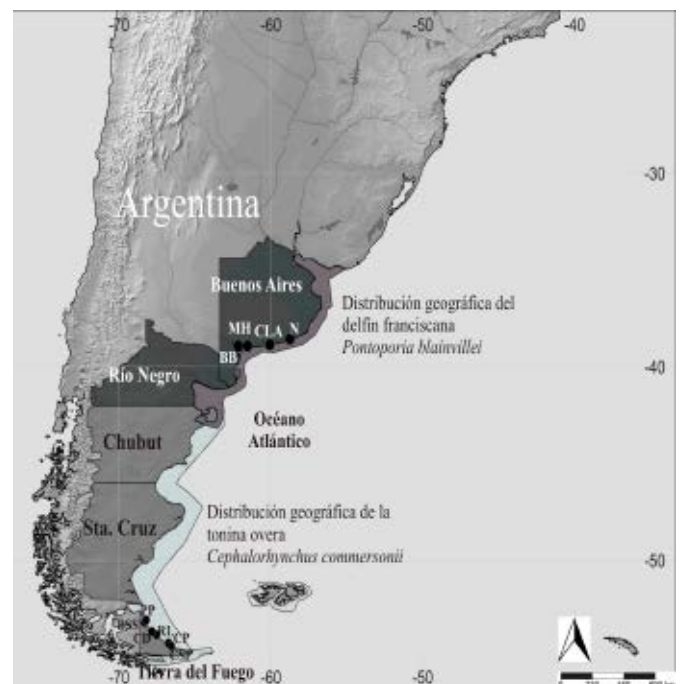 -70
-60
-50
-40
-30
Argentina
Buenos Aires
MH
CLA
N
BB
Distribución geográfica del
delfín franciscana
Pontoporia blainvillei
Río Negro
-40
Océano
Atlántico
Chubut
Sta. Cruz
Distribución geográfica de la
tonina overa
Cephalorhynchus commersonii
-50
CD
RI
CP
Tierra del Fuego
-70
-60
-50